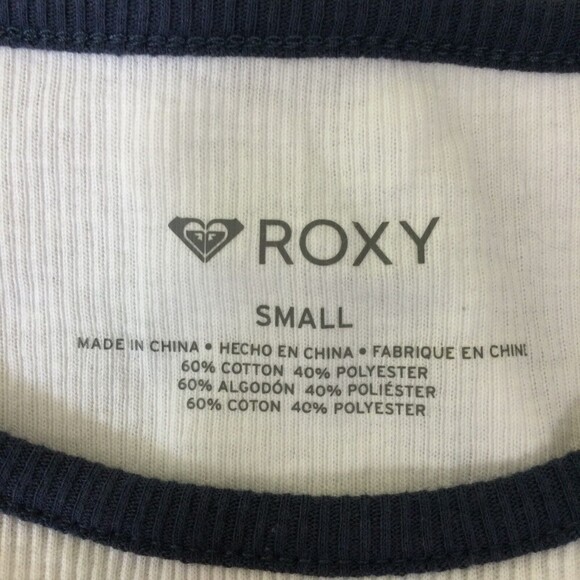 ROXY
SMALL
MADE IN CHINA • HECHO EN CHINA • FABRIQUE EN CHINE
60% COTTON 40% POLYESTER
60% ALGODÓN 40% POLIÉSTER
60% COTON 40% POLYESTER